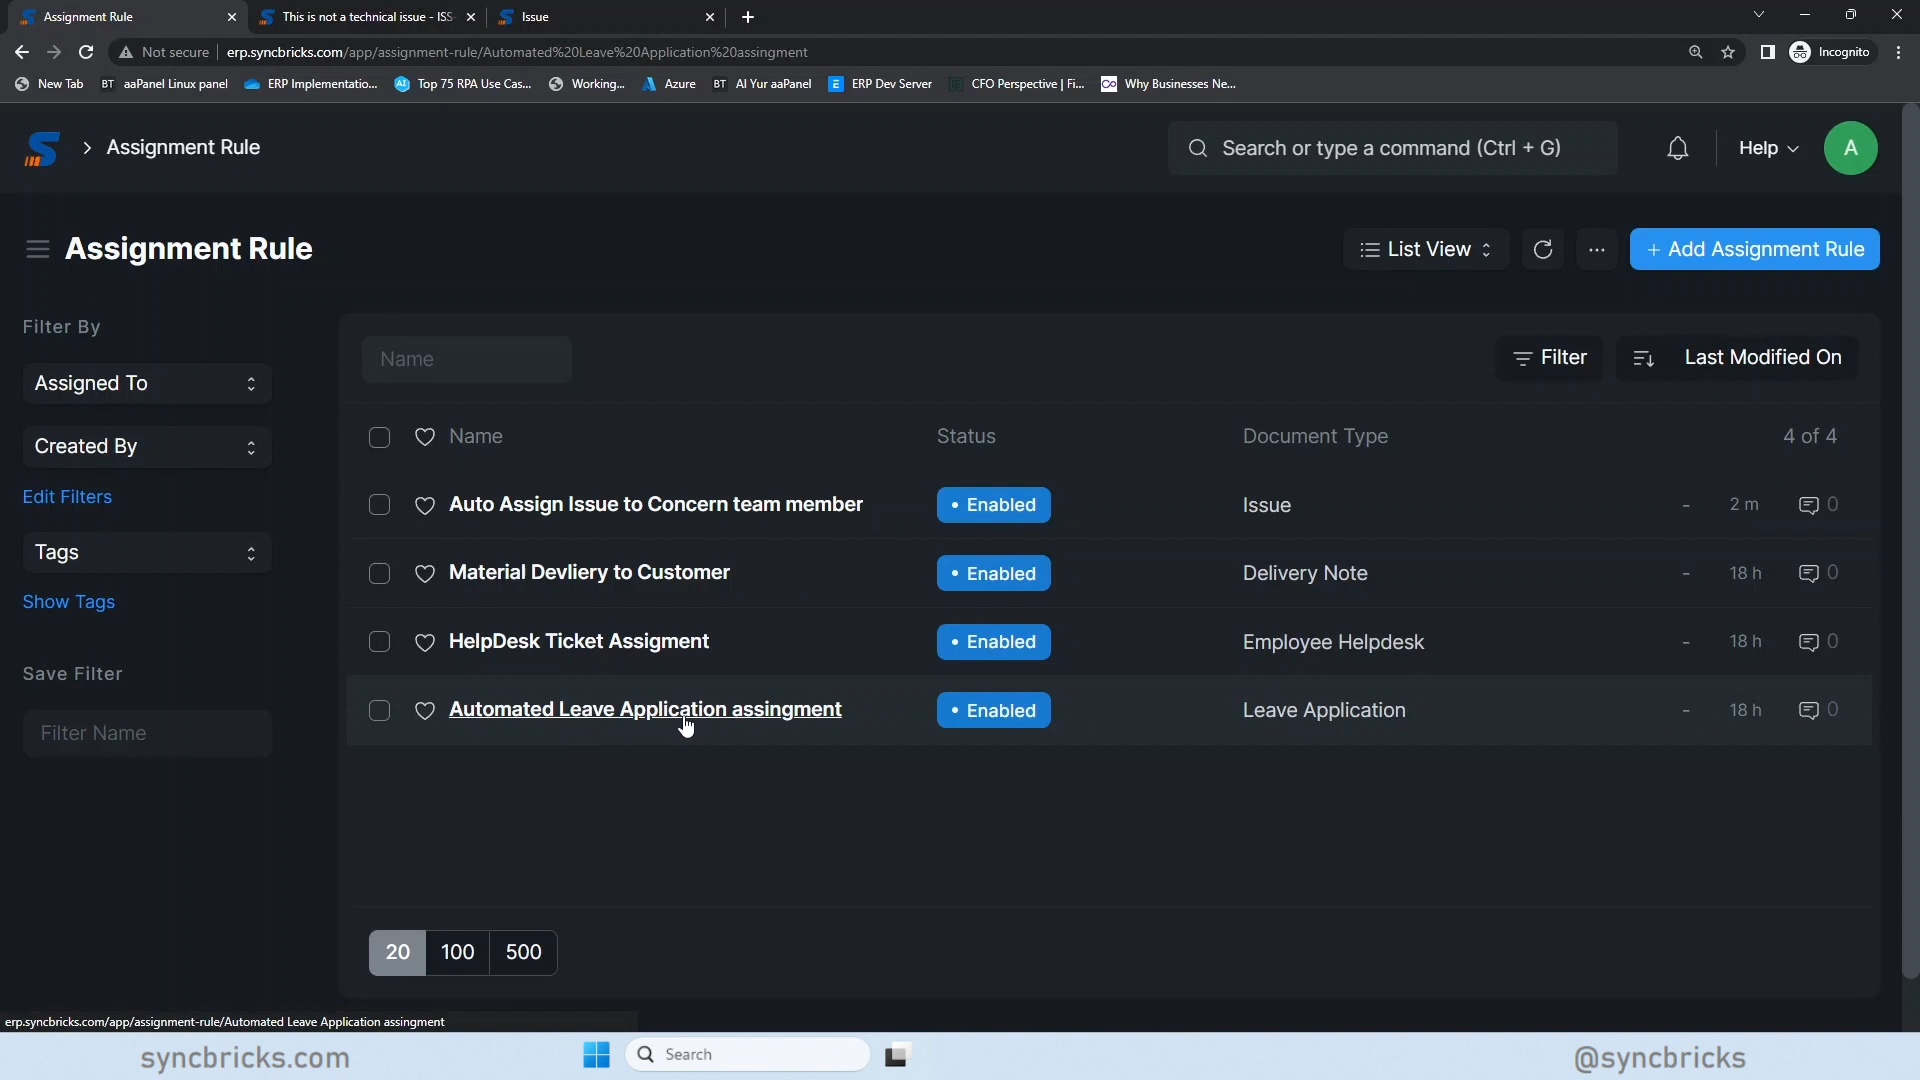 Assignment Rule
This is not a technical issue - ISS
Issue
Not secure
erp.syncbricks.com/app/assignment-rule/Automated%20Leave%20Application%20assingment
Incognito
New Tab
BT aaPanel Linux panel
ERP Implementatio...
Top 75 RPA Use Cas...
Working...
Azure
BT Al Yur aaPanel
ERP Dev Server
CFO Perspective | Fi...
Why Businesses Ne...
Assignment Rule
Search or type a command (Ctrl + G)
Help
A
Assignment Rule
List View
+ Add Assignment Rule
Filter By
Assigned To
Created By
Edit Filters
Tags
Show Tags
Save Filter
Filter Name
Name
Filter
Last Modified On
Name Status Document Type 4 of 4
Auto Assign Issue to Concern team member Enabled Issue - 2 m 0
Material Devliery to Customer Enabled Delivery Note - 18 h 0
HelpDesk Ticket Assigment Enabled Employee Helpdesk - 18 h 0
Automated Leave Application assingment Enabled Leave Application - 18 h 0
20 100 500
erp.syncbricks.com/app/assignment-rule/Automated Leave Application assingment
syncbricks.com
Search
@syncbricks